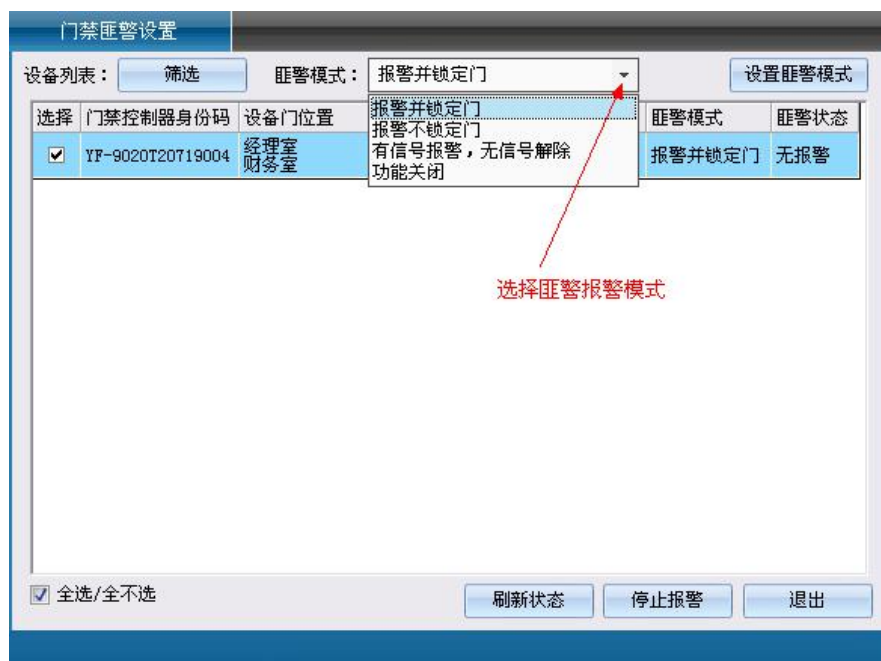 门禁匪警设置
设备列表： 筛选 匪警模式： 报警并锁定门 设置匪警模式
选择 门禁控制器身份码 设备门位置 匪警模式 匪警状态
YF-9020T20719004 经理室 报警并锁定门 无报警
财务室
报警并锁定门
报警不锁定门
有信号报警，无信号解除
功能关闭
选择匪警报警模式
全选/全不选 刷新状态 停止报警 退出